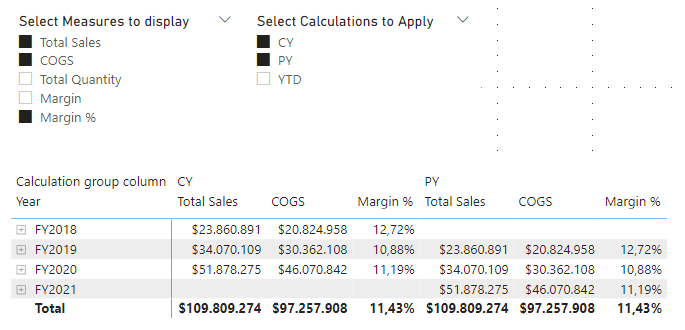 Select Measures to display
Select Calculations to Apply
Total Sales
CY
COGS
PY
Total Quantity
YTD
Margin
Margin %
Calculation group column CY PY
Year Total Sales COGS Margin % Total Sales COGS Margin %
FY2018 $23.860.891 $20.824.958 12,72%
FY2019 $34.070.109 $30.362.108 10,88% $23.860.891 $20.824.958 12,72%
FY2020 $51.878.275 $46.070.842 11,19% $34.070.109 $30.362.108 10,88%
FY2021 $51.878.275 $46.070.842 11,19%
Total $109.809.274 $97.257.908 11,43% $109.809.274 $97.257.908 11,43%